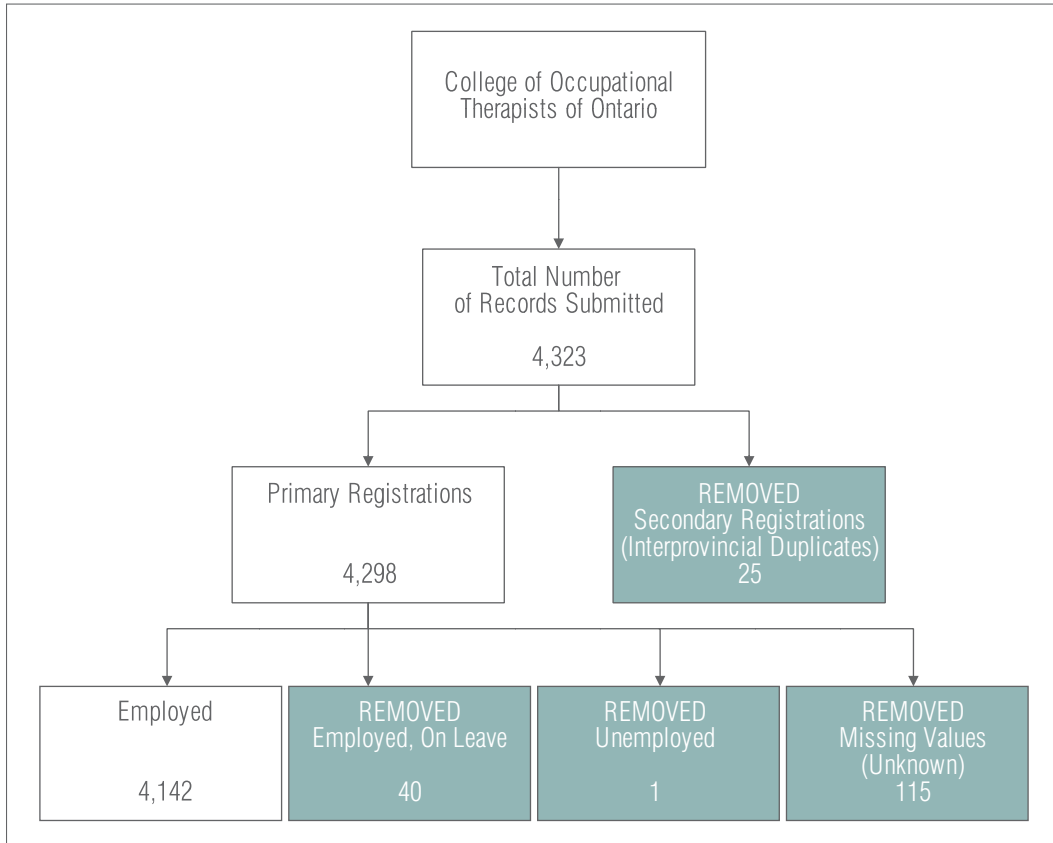 College of Occupational
Therapists of Ontario
Total Number
of Records Submitted
4,323
Primary Registrations
4,298
REMOVED
Secondary Registrations
(Interprovincial Duplicates)
25
Employed
4,142
REMOVED
Employed, On Leave
40
REMOVED
Unemployed
1
REMOVED
Missing Values
(Unknown)
115